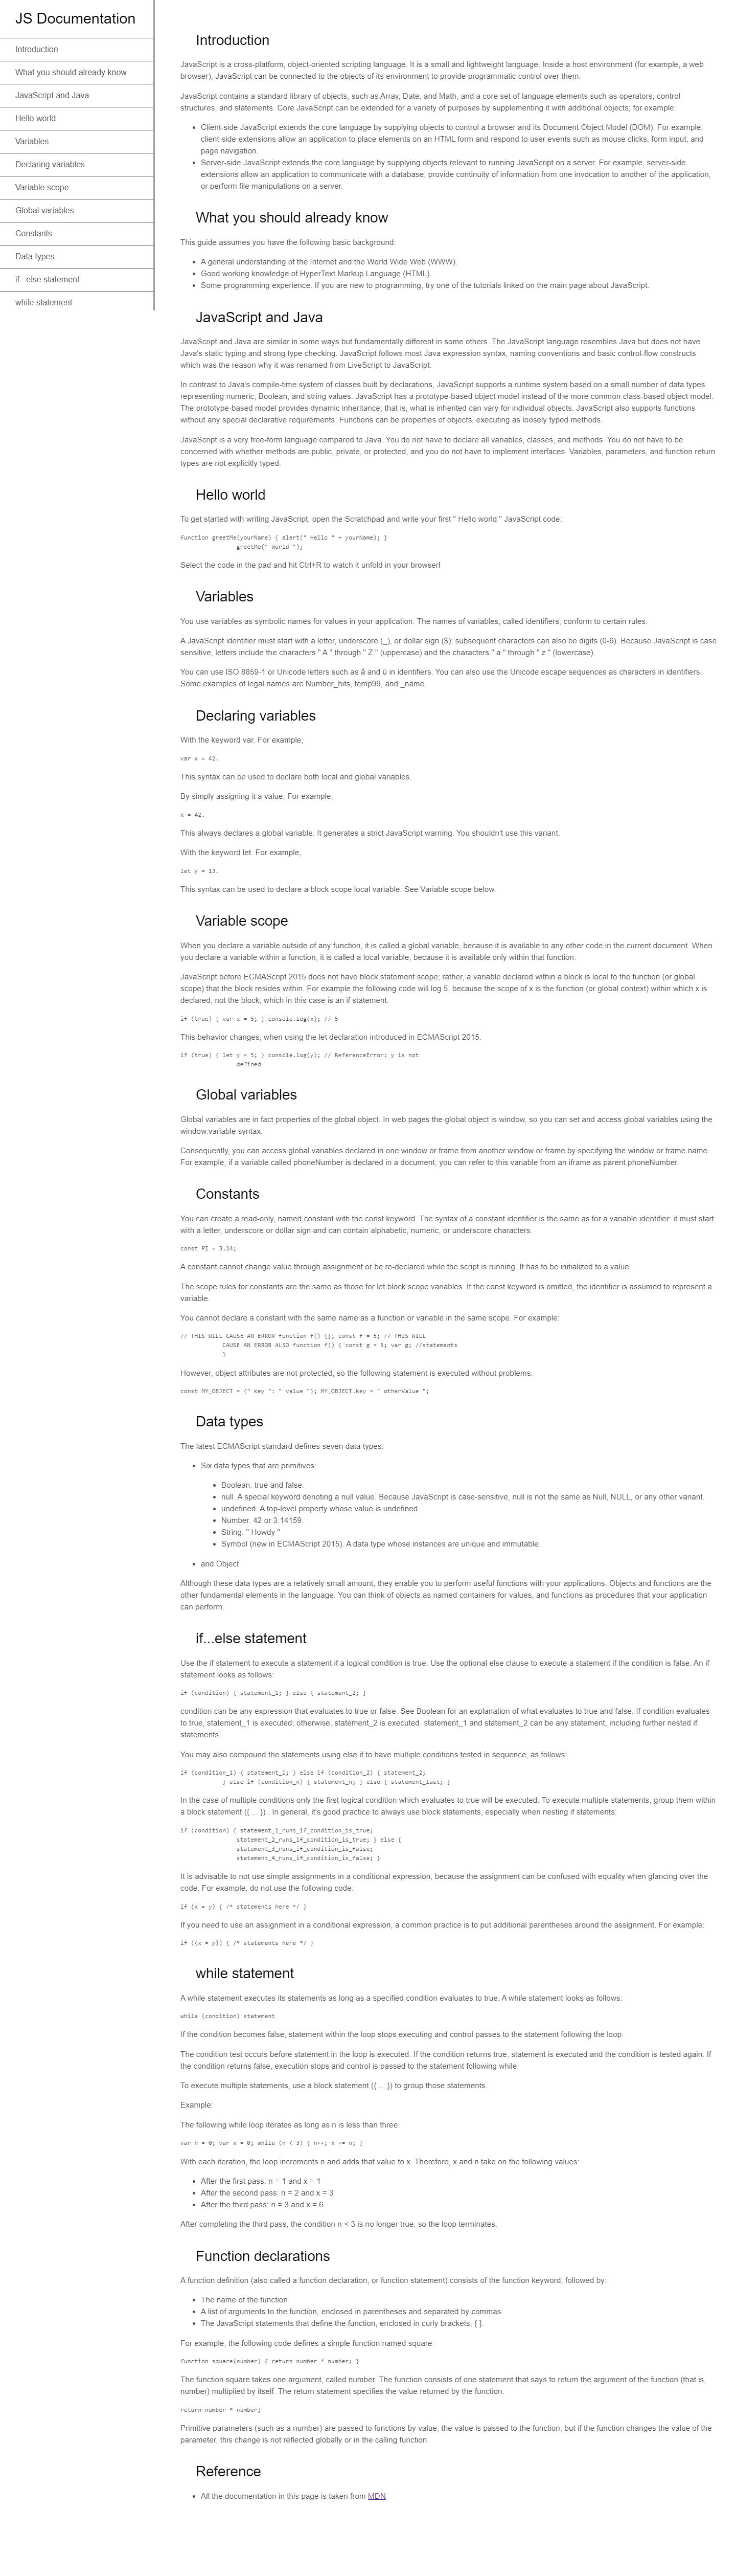 JS Documentation
Introduction
What you should already know
JavaScript and Java
Hello world
Variables
Declaring variables
Variable scope
Global variables
Constants
Data types
if...else statement
while statement
Introduction
JavaScript is a cross-platform, object-oriented scripting language. It is a small and lightweight language. Inside a host environment (for example, a web
browser), JavaScript can be connected to the objects of its environment to provide programmatic control over them.
JavaScript contains a standard library of objects, such as Array, Date, and Math, and a core set of language elements such as operators, control
structures, and statements. Core JavaScript can be extended for a variety of purposes by supplementing it with additional objects, for example:
• Client-side JavaScript extends the core language by supplying objects to control a browser and its Document Object Model (DOM). For example,
client-side extensions allow an application to place elements on an HTML form and respond to user events such as mouse clicks, form input, and
page navigation.
• Server-side JavaScript extends the core language by supplying objects relevant to running JavaScript on a server. For example, server-side
extensions allow an application to communicate with a database, provide continuity of information from one invocation to another of the application,
or perform file manipulations on a server.
What you should already know
This guide assumes you have the following basic background:
• A general understanding of the Internet and the World Wide Web (WWW).
• Good working knowledge of HyperText Markup Language (HTML).
• Some programming experience. If you are new to programming, try one of the tutorials linked on the main page about JavaScript.
JavaScript and Java
JavaScript and Java are similar in some ways but fundamentally different in some others. The JavaScript language resembles Java but does not have
Java's static typing and strong type checking. JavaScript follows most Java expression syntax, naming conventions and basic control-flow constructs
which was the reason why it was renamed from LiveScript to JavaScript.
In contrast to Java's compile-time system of classes built by declarations, JavaScript supports a runtime system based on a small number of data types
representing numeric, Boolean, and string values. JavaScript has a prototype-based object model instead of the more common class-based object model.
The prototype-based model provides dynamic inheritance; that is, what is inherited can vary for individual objects. JavaScript also supports functions
without any special declarative requirements. Functions can be properties of objects, executing as loosely typed methods.
JavaScript is a very free-form language compared to Java. You do not have to declare all variables, classes, and methods. You do not have to be
concerned with whether methods are public, private, or protected, and you do not have to implement interfaces. Variables, parameters, and function return
types are not explicitly typed.
Hello world
To get started with writing JavaScript, open the Scratchpad and write your first " Hello world " JavaScript code:
function greetMe(yourName) { alert(" Hello " + yourName); }
greetMe(" World ");
Select the code in the pad and hit Ctrl+R to watch it unfold in your browser!
Variables
You use variables as symbolic names for values in your application. The names of variables, called identifiers, conform to certain rules.
A JavaScript identifier must start with a letter, underscore (_), or dollar sign ($); subsequent characters can also be digits (0-9). Because JavaScript is case
sensitive, letters include the characters " A " through " Z " (uppercase) and the characters " a " through " z " (lowercase).
You can use ISO 8859-1 or Unicode letters such as å and ü in identifiers. You can also use the Unicode escape sequences as characters in identifiers.
Some examples of legal names are Number_hits, temp99, and _name.
Declaring variables
With the keyword var. For example,
var x = 42.
This syntax can be used to declare both local and global variables.
By simply assigning it a value. For example,
x = 42.
This always declares a global variable. It generates a strict JavaScript warning. You shouldn't use this variant.
With the keyword let. For example,
let y = 13.
This syntax can be used to declare a block scope local variable. See Variable scope below.
Variable scope
When you declare a variable outside of any function, it is called a global variable, because it is available to any other code in the current document. When
you declare a variable within a function, it is called a local variable, because it is available only within that function.
JavaScript before ECMAScript 2015 does not have block statement scope; rather, a variable declared within a block is local to the function (or global
scope) that the block resides within. For example the following code will log 5, because the scope of x is the function (or global context) within which x is
declared, not the block, which in this case is an if statement.
if (true) { var x = 5; } console.log(x); // 5
This behavior changes, when using the let declaration introduced in ECMAScript 2015.
if (true) { let y = 5; } console.log(y); // ReferenceError: y is not
defined
Global variables
Global variables are in fact properties of the global object. In web pages the global object is window, so you can set and access global variables using the
window.variable syntax.
Consequently, you can access global variables declared in one window or frame from another window or frame by specifying the window or frame name.
For example, if a variable called phoneNumber is declared in a document, you can refer to this variable from an iframe as parent.phoneNumber.
Constants
You can create a read-only, named constant with the const keyword. The syntax of a constant identifier is the same as for a variable identifier: it must start
with a letter, underscore or dollar sign and can contain alphabetic, numeric, or underscore characters.
const PI = 3.14;
A constant cannot change value through assignment or be re-declared while the script is running. It has to be initialized to a value.
The scope rules for constants are the same as those for let block scope variables. If the const keyword is omitted, the identifier is assumed to represent a
variable.
You cannot declare a constant with the same name as a function or variable in the same scope. For example:
// THIS WILL CAUSE AN ERROR function f() {}; const f = 5; // THIS WILL
CAUSE AN ERROR ALSO function f() { const g = 5; var g; //statements
}
However, object attributes are not protected, so the following statement is executed without problems.
const MY_OBJECT = {" key ": " value "}; MY_OBJECT.key = " otherValue ";
Data types
The latest ECMAScript standard defines seven data types:
• Six data types that are primitives:
• Boolean. true and false.
• null. A special keyword denoting a null value. Because JavaScript is case-sensitive, null is not the same as Null, NULL, or any other variant.
• undefined. A top-level property whose value is undefined.
• Number. 42 or 3.14159.
• String. " Howdy "
• Symbol (new in ECMAScript 2015). A data type whose instances are unique and immutable.
• and Object
Although these data types are a relatively small amount, they enable you to perform useful functions with your applications. Objects and functions are the
other fundamental elements in the language. You can think of objects as named containers for values, and functions as procedures that your application
can perform.
if...else statement
Use the if statement to execute a statement if a logical condition is true. Use the optional else clause to execute a statement if the condition is false. An if
statement looks as follows:
if (condition) { statement_1; } else { statement_2; }
condition can be any expression that evaluates to true or false. See Boolean for an explanation of what evaluates to true and false. If condition evaluates
to true, statement_1 is executed; otherwise, statement_2 is executed. statement_1 and statement_2 can be any statement, including further nested if
statements.
You may also compound the statements using else if to have multiple conditions tested in sequence, as follows:
if (condition_1) { statement_1; } else if (condition_2) { statement_2;
} else if (condition_n) { statement_n; } else { statement_last; }
In the case of multiple conditions only the first logical condition which evaluates to true will be executed. To execute multiple statements, group them within
a block statement ({ ... }) . In general, it's good practice to always use block statements, especially when nesting if statements:
if (condition) { statement_1_runs_if_condition_is_true;
statement_2_runs_if_condition_is_true; } else {
statement_3_runs_if_condition_is_false;
statement_4_runs_if_condition_is_false; }
It is advisable to not use simple assignments in a conditional expression, because the assignment can be confused with equality when glancing over the
code. For example, do not use the following code:
if (x = y) { /* statements here */ }
If you need to use an assignment in a conditional expression, a common practice is to put additional parentheses around the assignment. For example:
if ((x = y)) { /* statements here */ }
while statement
A while statement executes its statements as long as a specified condition evaluates to true. A while statement looks as follows:
while (condition) statement
If the condition becomes false, statement within the loop stops executing and control passes to the statement following the loop.
The condition test occurs before statement in the loop is executed. If the condition returns true, statement is executed and the condition is tested again. If
the condition returns false, execution stops and control is passed to the statement following while.
To execute multiple statements, use a block statement ({ ... }) to group those statements.
Example:
The following while loop iterates as long as n is less than three:
var n = 0; var x = 0; while (n < 3) { n++; x += n; }
With each iteration, the loop increments n and adds that value to x. Therefore, x and n take on the following values:
• After the first pass: n = 1 and x = 1
• After the second pass: n = 2 and x = 3
• After the third pass: n = 3 and x = 6
After completing the third pass, the condition n < 3 is no longer true, so the loop terminates.
Function declarations
A function definition (also called a function declaration, or function statement) consists of the function keyword, followed by:
• The name of the function.
• A list of arguments to the function, enclosed in parentheses and separated by commas.
• The JavaScript statements that define the function, enclosed in curly brackets, { }.
For example, the following code defines a simple function named square:
function square(number) { return number * number; }
The function square takes one argument, called number. The function consists of one statement that says to return the argument of the function (that is,
number) multiplied by itself. The return statement specifies the value returned by the function.
return number * number;
Primitive parameters (such as a number) are passed to functions by value; the value is passed to the function, but if the function changes the value of the
parameter, this change is not reflected globally or in the calling function.
Reference
• All the documentation in this page is taken from MDN